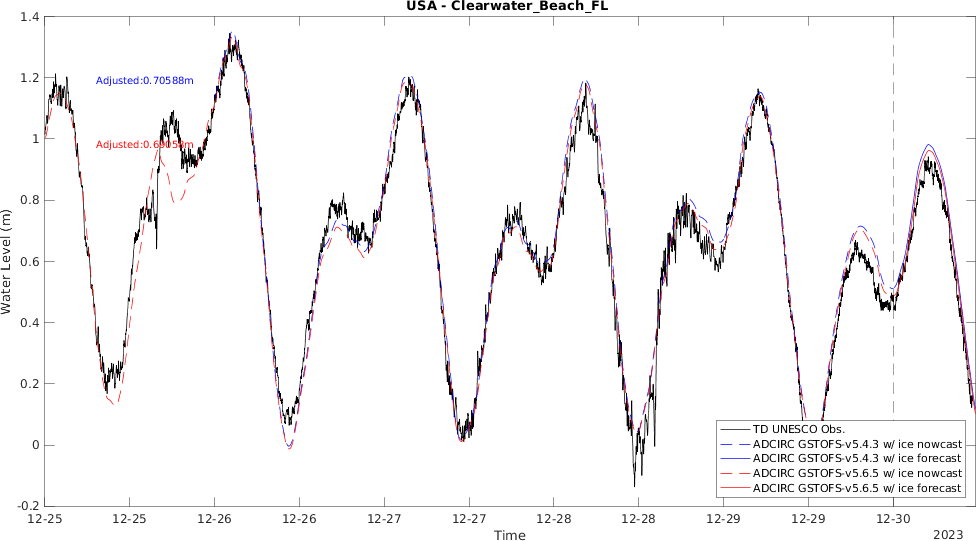 USA - Clearwater_Beach_FL
1.4
1.2
1
0.8
0.6
0.4
0.2
0
-0.2
Water Level (m)
Adjusted:0.70588m
TD UNESCO Obs.
ADCIRC GSTOFS-v5.4.3 w/ ice nowcast
ADCIRC GSTOFS-v5.4.3 w/ ice forecast
ADCIRC GSTOFS-v5.6.5 w/ ice nowcast
ADCIRC GSTOFS-v5.6.5 w/ ice forecast
12-25 12-25 12-26 12-26 12-27 12-27 12-28 12-28 12-29 12-29 12-30
Time
2023